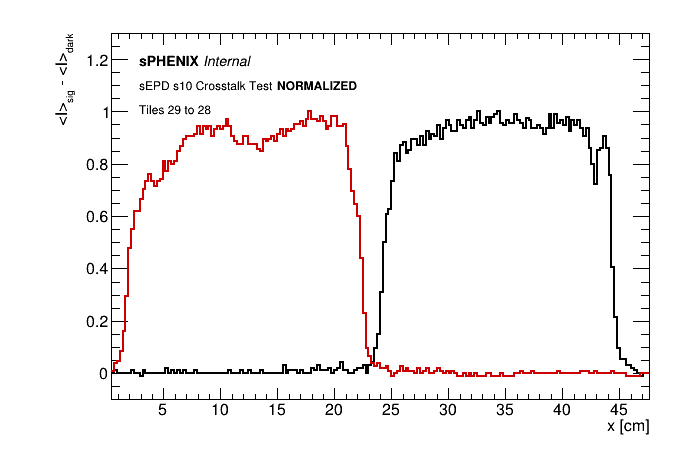 <I>sig - <I>dark
sPHENIX Internal
sEPD s10 Crosstalk Test NORMALIZED
Tiles 29 to 28
1.2
1
0.8
0.6
0.4
0.2
0
5 10 15 20 25 30 35 40 45
x [cm]